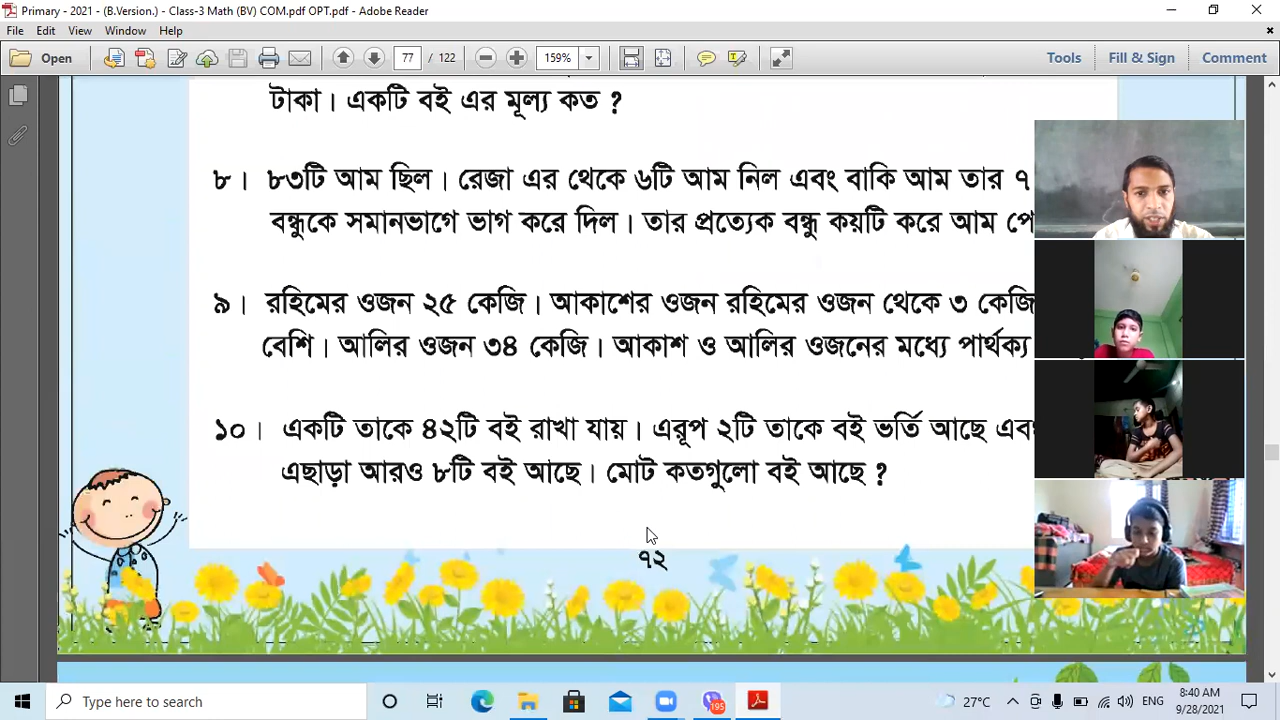 Primary - 2021 - (B.Version.) - Class-3 Math (BV) COM.pdf OPT.pdf - Adobe Reader
File Edit View Window Help
Open 77 / 122 159% Tools Fill & Sign Comment
টাকা। একটি বই এর মূল্য কত ?
৮। ৮৩টি আম ছিল। রেজা এর থেকে ৬টি আম নিল এবং বাকি আম তার ৭
বন্ধুকে সমানভাগে ভাগ করে দিল। তার প্রত্যেক বন্ধু কয়টি করে আম
৯। রহিমের ওজন ২৫ কেজি। আকাশের ওজন রহিমের ওজন থেকে ৩ কেজি
বেশি। আলির ওজন ৩৪ কেজি। আকাশ ও আলির ওজনের মধ্যে পার্থক্য
১০। একটি তাকে ৪২টি বই রাখা যায়। এরূপ ২টি তাকে বই ভর্তি আছে
এছাড়া আরও ৮টি বই আছে। মোট কতগুলো বই আছে ?
৭২
Type here to search 195 27°C ENG 8:40 AM
9/28/2021